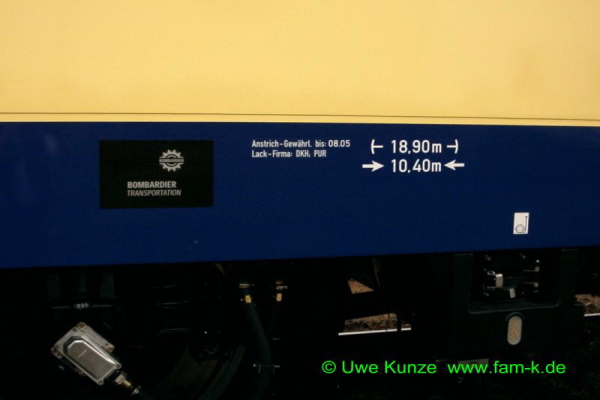 BOMBARDIER
TRANSPORTATION
Anstrich-Gewährl. bis: 08.05
Lack-Firma: DKH; PUR
18,90m
10,40m
© Uwe Kunze www.fam-k.de